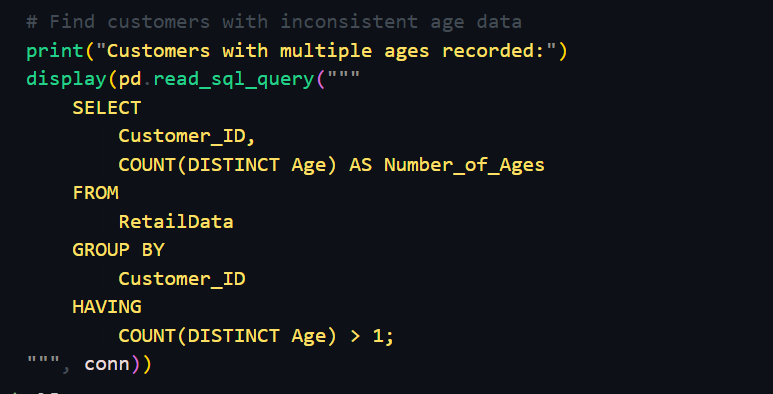 # Find customers with inconsistent age data
print("Customers with multiple ages recorded:")
display(pd.read_sql_query("""
    SELECT
        Customer_ID,
        COUNT(DISTINCT Age) AS Number_of_Ages
    FROM
        RetailData
    GROUP BY
        Customer_ID
    HAVING
        COUNT(DISTINCT Age) > 1;
""", conn))